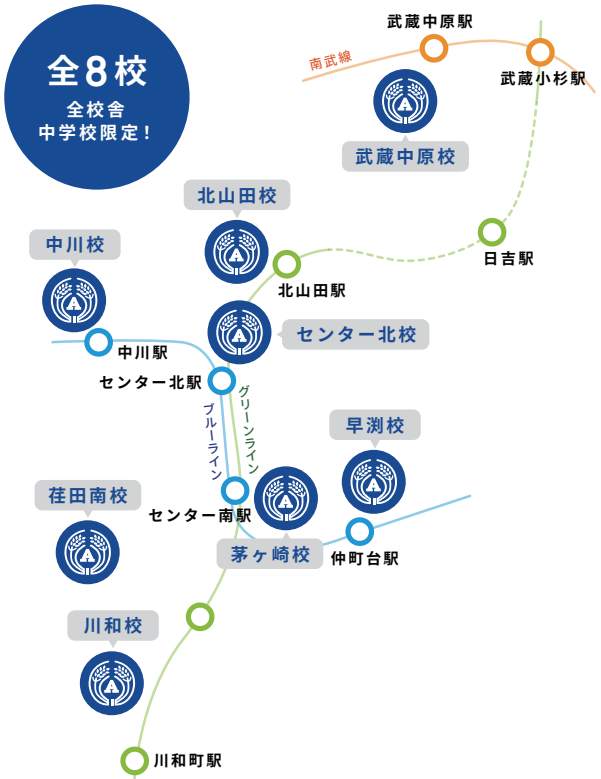 全8校
全校舎
中学校限定!
武蔵中原駅
南武線
武蔵小杉駅
A
武蔵中原校
北山田校
中川校
A
日吉駅
北山田駅
A
A
センター北校
中川駅
センター北駅
ブルーライン
グリーンライン
早渕校
A
荏田南校
A
センター南駅
A
茅ヶ崎校
仲町台駅
川和校
A
川和町駅